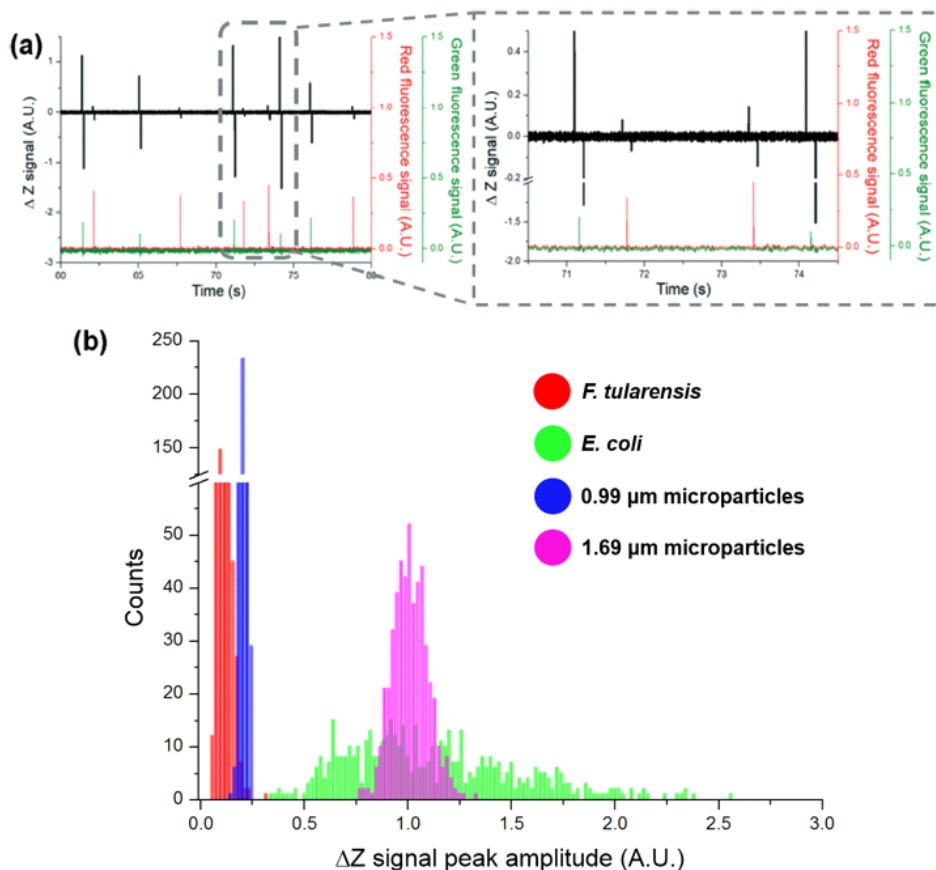 (a)
Δ Z signal (A.U.)
1
0
-1
-2
-3
60 65 70 75 80
Time (s)
1.5
1.0
0.5
0.0
Red fluorescence signal (A.U.)
1.5
1.0
0.5
0.0
Green fluorescence signal (A.U.)
Δ Z signal (A.U.)
0.4
0.2
0.0
0.2
-1.5
-2.0
71 72 73 74
Time (s)
1.5
1.0
0.5
0.0
Red fluorescence signal (A.U.)
1.5
1.0
0.5
0.0
Green fluorescence signal (A.U.)
(b)
Counts
250
200
150
50
40
30
20
10
0
0.0 0.5 1.0 1.5 2.0 2.5 3.0
ΔZ signal peak amplitude (A.U.)
F. tularensis
E. coli
0.99 µm microparticles
1.69 µm microparticles